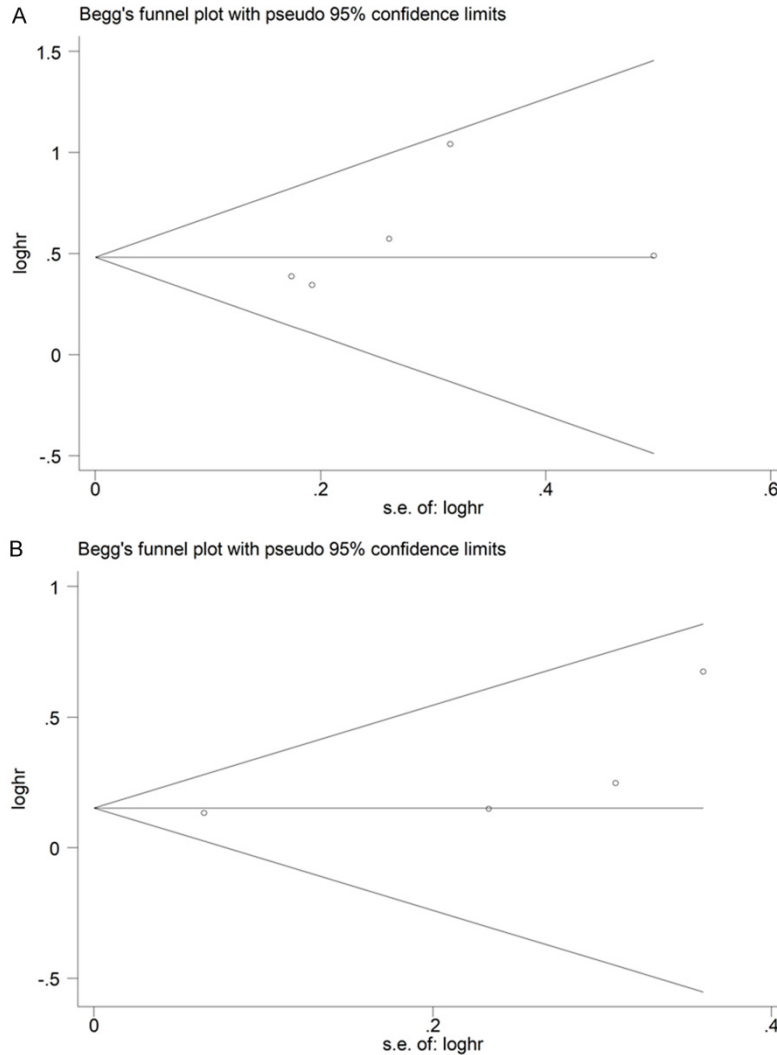 A
Begg's funnel plot with pseudo 95% confidence limits
1.5
1
.5
0
-.5
loghr
0 .2 .4 .6
s.e. of: loghr
B
Begg's funnel plot with pseudo 95% confidence limits
1
.5
0
-.5
loghr
0 .2 .4
s.e. of: loghr